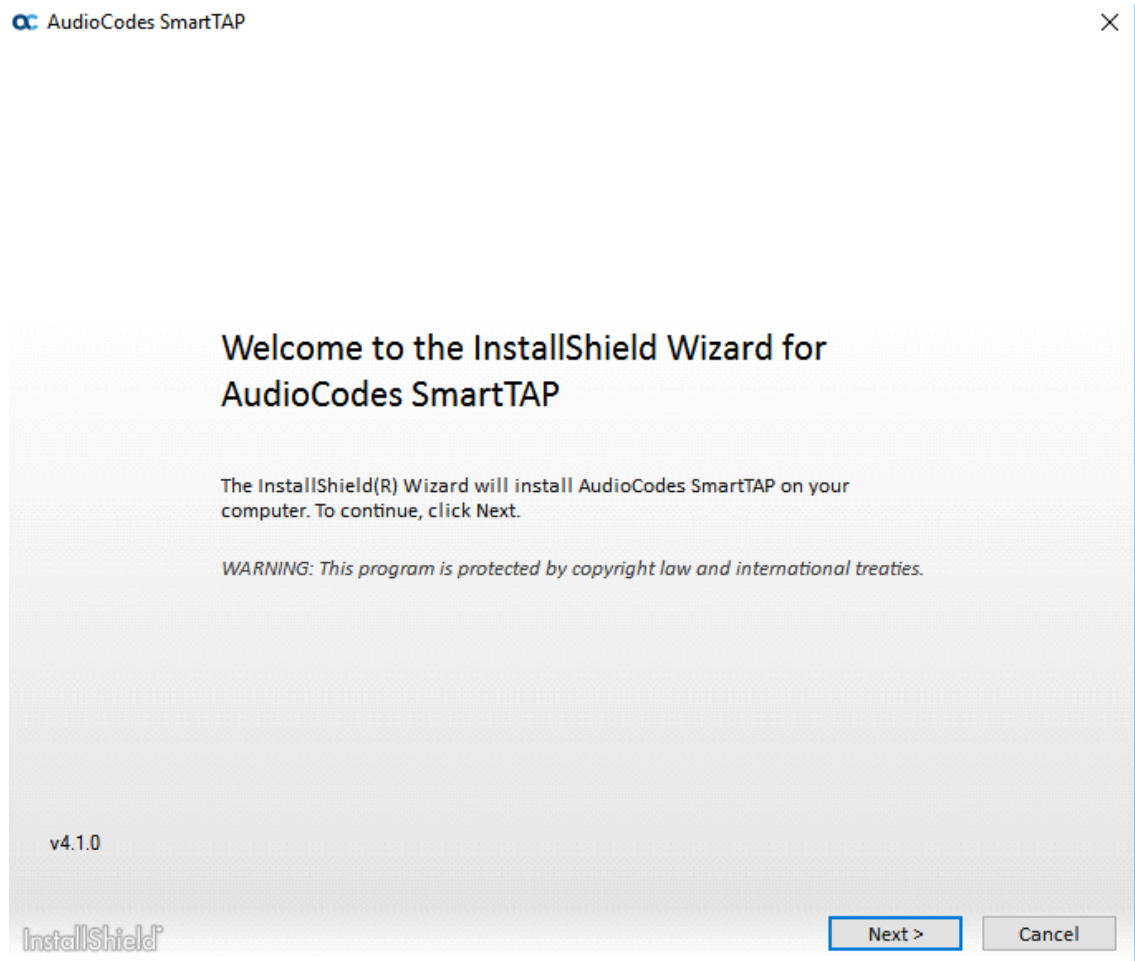 AudioCodes SmartTAP
Welcome to the InstallShield Wizard for
AudioCodes SmartTAP
The InstallShield(R) Wizard will install AudioCodes SmartTAP on your
computer. To continue, click Next.
WARNING: This program is protected by copyright law and international treaties.
v4.1.0
InstallShield®
Next >
Cancel